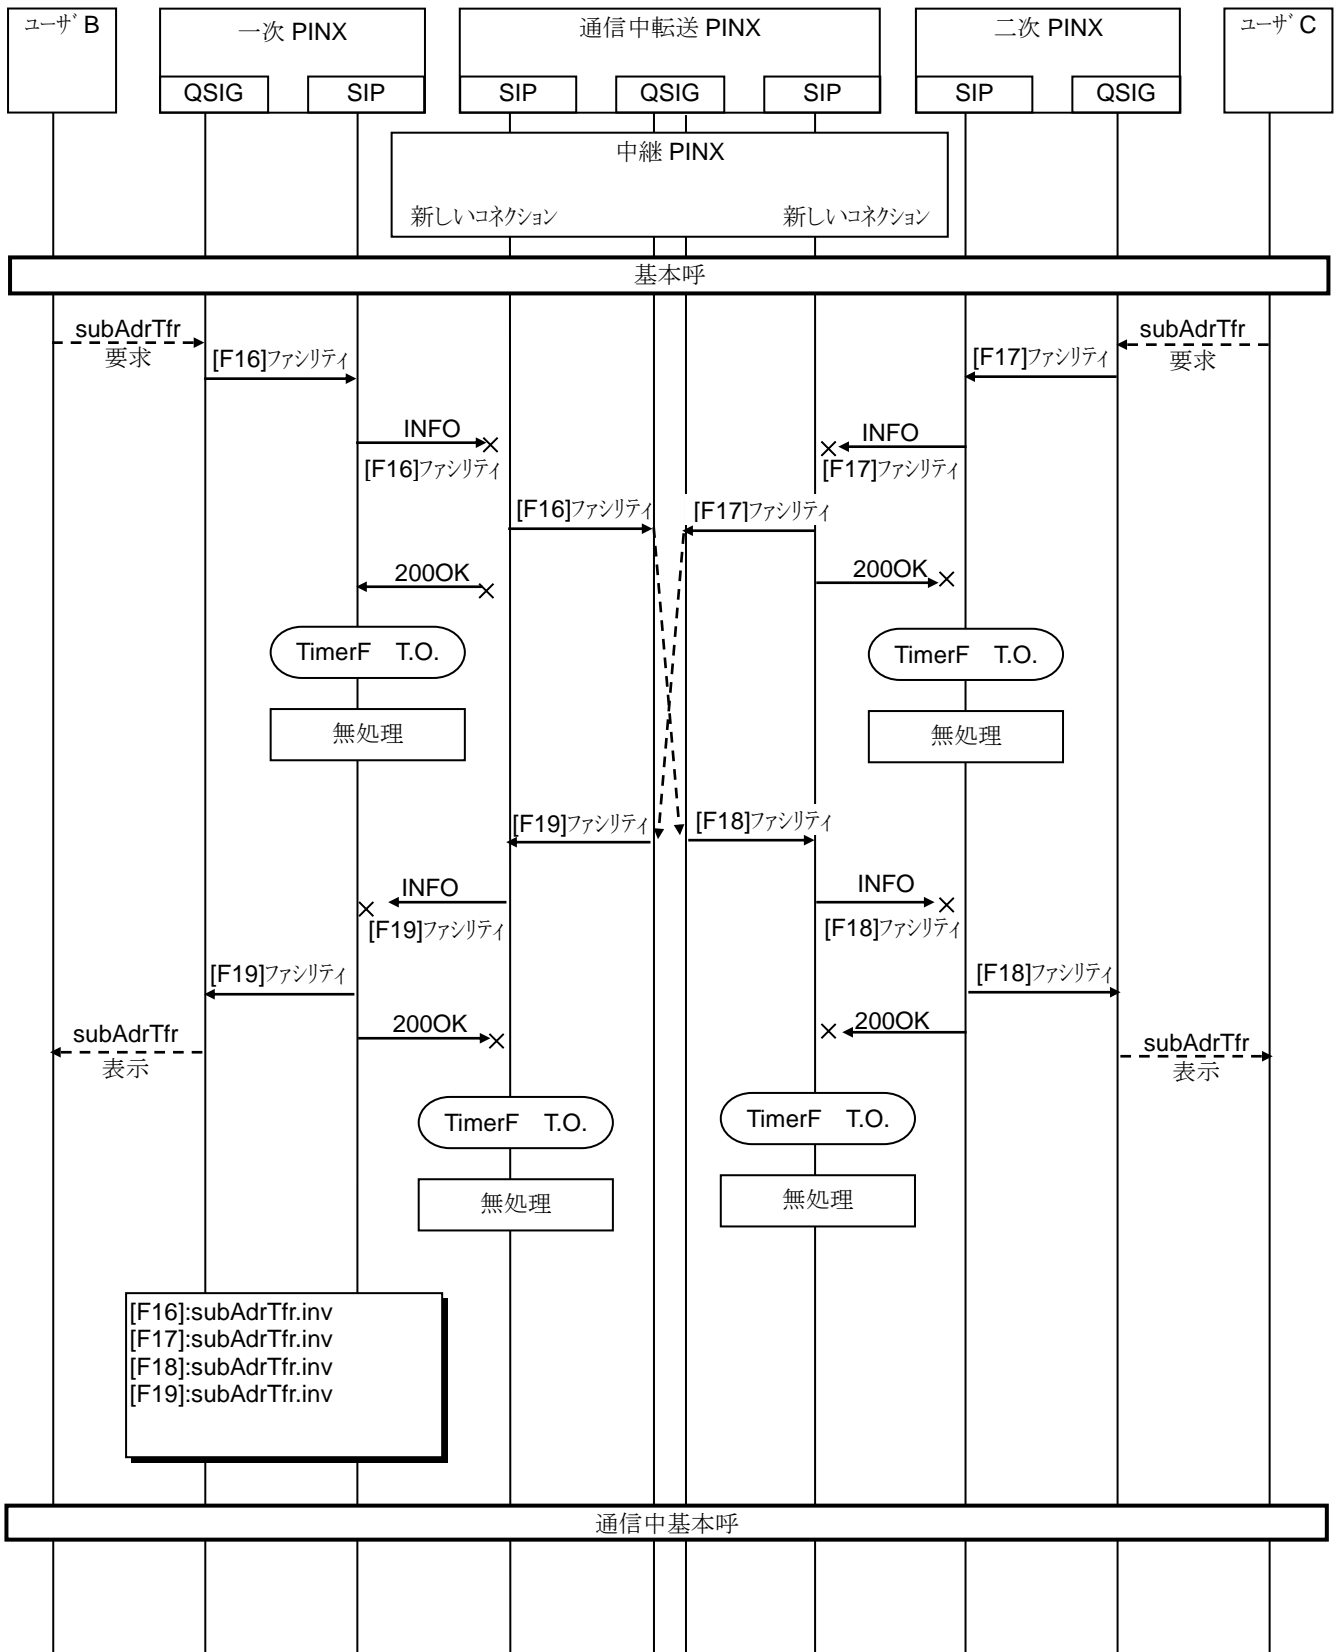 ﾕｰｻﾞB
一次 PINX
通信中転送 PINX
二次 PINX
ﾕｰｻﾞC
QSIG
SIP
SIP
QSIG
SIP
SIP
QSIG
中継 PINX
新しいｺﾈｸｼｮﾝ
新しいｺﾈｸｼｮﾝ
基本呼
subAdrTfr
要求
[F16]ﾌｧｼﾘﾃｨ
subAdrTfr
要求
[F17]ﾌｧｼﾘﾃｨ
INFO
[F16]ﾌｧｼﾘﾃｨ
INFO
[F17]ﾌｧｼﾘﾃｨ
[F16]ﾌｧｼﾘﾃｨ
[F17]ﾌｧｼﾘﾃｨ
200OK
200OK
TimerF T.O.
TimerF T.O.
無処理
無処理
[F19]ﾌｧｼﾘﾃｨ
[F18]ﾌｧｼﾘﾃｨ
INFO
[F19]ﾌｧｼﾘﾃｨ
INFO
[F18]ﾌｧｼﾘﾃｨ
[F19]ﾌｧｼﾘﾃｨ
[F18]ﾌｧｼﾘﾃｨ
200OK
200OK
subAdrTfr
表示
subAdrTfr
表示
TimerF T.O.
TimerF T.O.
無処理
無処理
[F16]:subAdrTfr.inv
[F17]:subAdrTfr.inv
[F18]:subAdrTfr.inv
[F19]:subAdrTfr.inv
通信中基本呼